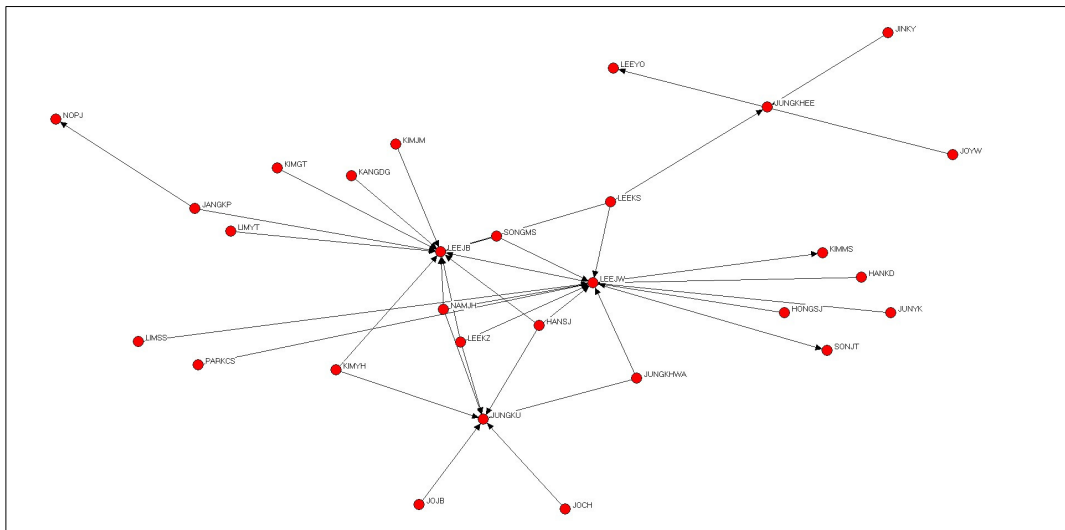 JINKY
LEEYO
JUNGKHEE
NOPJ
KIMJM
JOYW
KIMGT
KANGDG
LEEKS
JANGKP
LIMYT
SONGMS
LEEJB
KIMMS
LEEJW
HANKD
NAMJH
HONGSJ
JUNYK
HANSJ
LIMSS
LEEKZ
SONJT
PARKCS
KIMYH
JUNGKHWA
JUNGKU
JOJB
JOCH